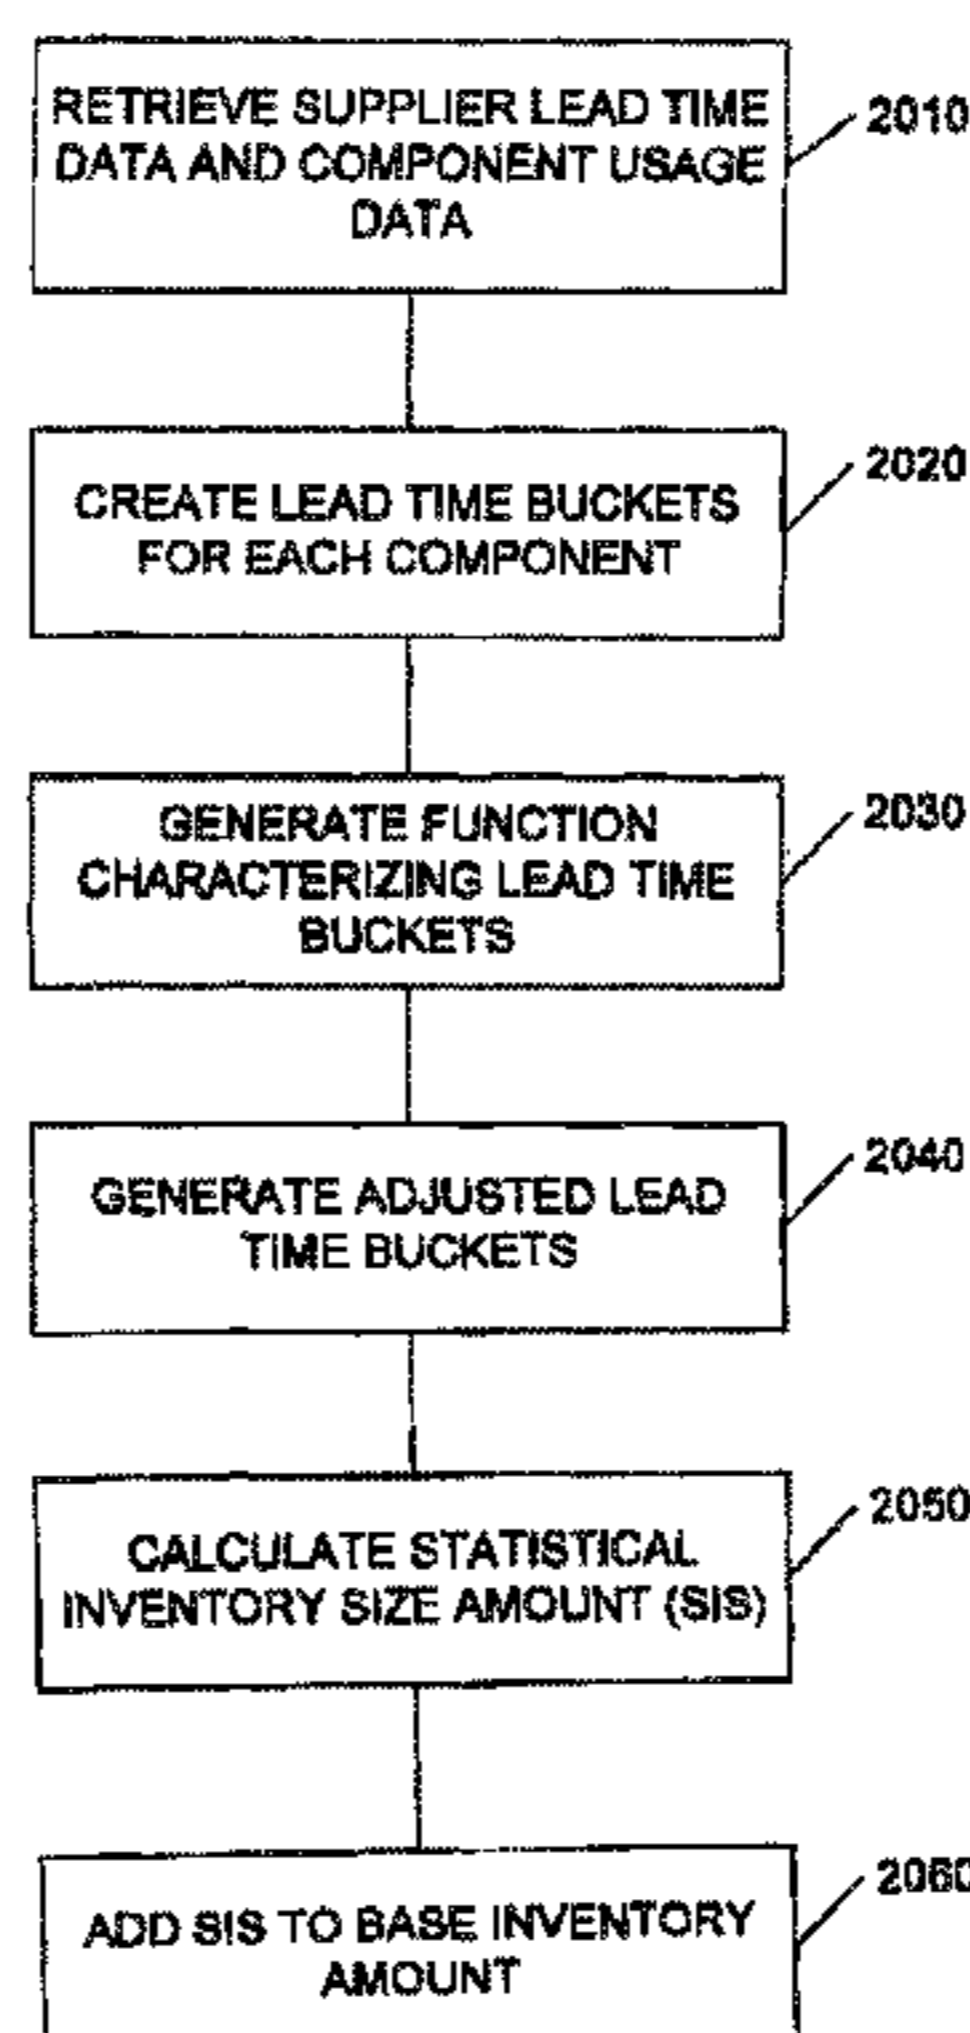 RETRIEVE SUPPLIER LEAD TIME
DATA AND COMPONENT USAGE
DATA
2010
CREATE LEAD TIME BUCKETS
FOR EACH COMPONENT
2020
GENERATE FUNCTION
CHARACTERIZING LEAD TIME
BUCKETS
2030
GENERATE ADJUSTED LEAD
TIME BUCKETS
2040
CALCULATE STATISTICAL
INVENTORY SIZE AMOUNT (SIS)
2050
ADD SIS TO BASE INVENTORY
AMOUNT
2060